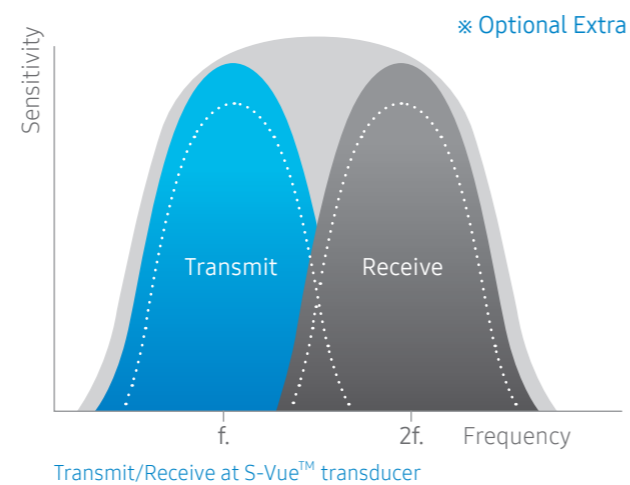 ※ Optional Extra
Sensitivity
Transmit
Receive
f.
2f.
Frequency
Transmit/Receive at S-Vue™ transducer